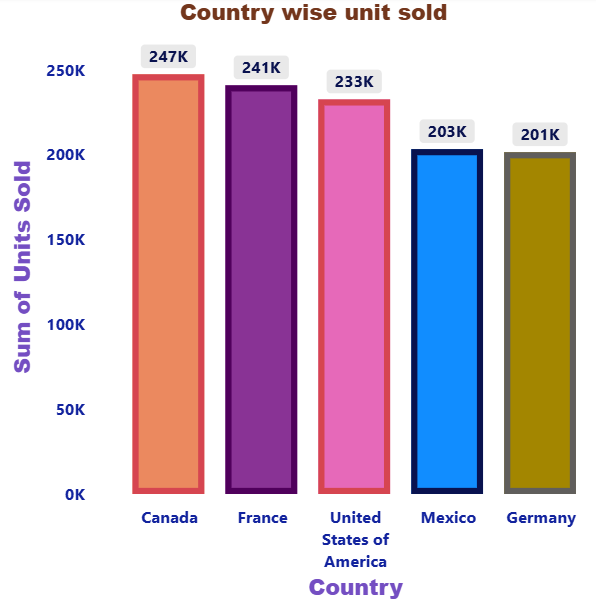 Country wise unit sold
Sum of Units Sold
250K
200K
150K
100K
50K
0K
247K
241K
233K
203K
201K
Canada
France
United
States of
America
Mexico
Germany
Country